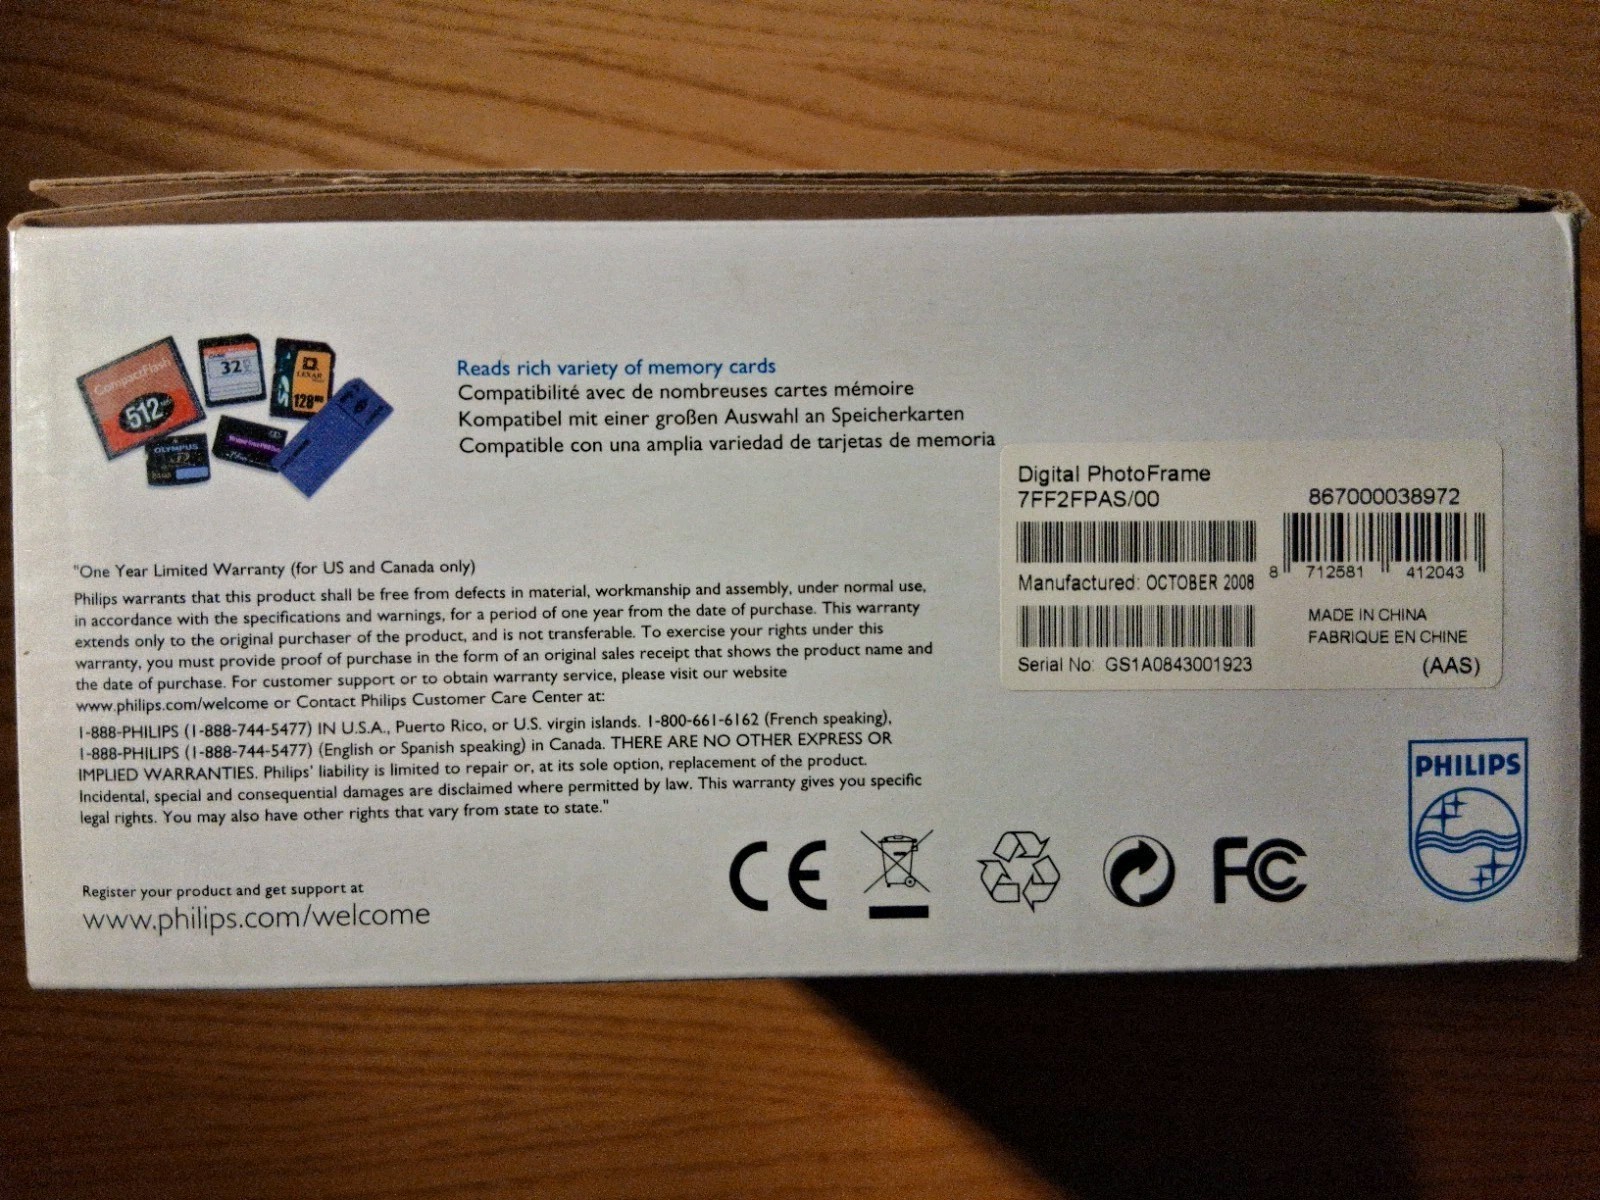 CompactFlash
512
32
LEXAR
128
OLYMPUS
xD
Reads rich variety of memory cards
Compatibilité avec de nombreuses cartes mémoire
Kompatibel mit einer großen Auswahl an Speicherkarten
Compatible con una amplia variedad de tarjetas de memoria
Digital PhotoFrame
7FF2FPAS/00
867000038972
8 712581 412043
Manufactured: OCTOBER 2008
MADE IN CHINA
FABRIQUE EN CHINE
Serial No: GS1A0843001923
(AAS)
"One Year Limited Warranty (for US and Canada only)
Philips warrants that this product shall be free from defects in material, workmanship and assembly, under normal use,
in accordance with the specifications and warnings, for a period of one year from the date of purchase. This warranty
extends only to the original purchaser of the product, and is not transferable. To exercise your rights under this
warranty, you must provide proof of purchase in the form of an original sales receipt that shows the product name and
the date of purchase. For customer support or to obtain warranty service, please visit our website
www.philips.com/welcome or Contact Philips Customer Care Center at:
1-888-PHILIPS (1-888-744-5477) IN U.S.A., Puerto Rico, or U.S. virgin islands. 1-800-661-6162 (French speaking),
1-888-PHILIPS (1-888-744-5477) (English or Spanish speaking) in Canada. THERE ARE NO OTHER EXPRESS OR
IMPLIED WARRANTIES. Philips' liability is limited to repair or, at its sole option, replacement of the product.
Incidental, special and consequential damages are disclaimed where permitted by law. This warranty gives you specific
legal rights. You may also have other rights that vary from state to state."
PHILIPS
Register your product and get support at
www.philips.com/welcome
CE
FC